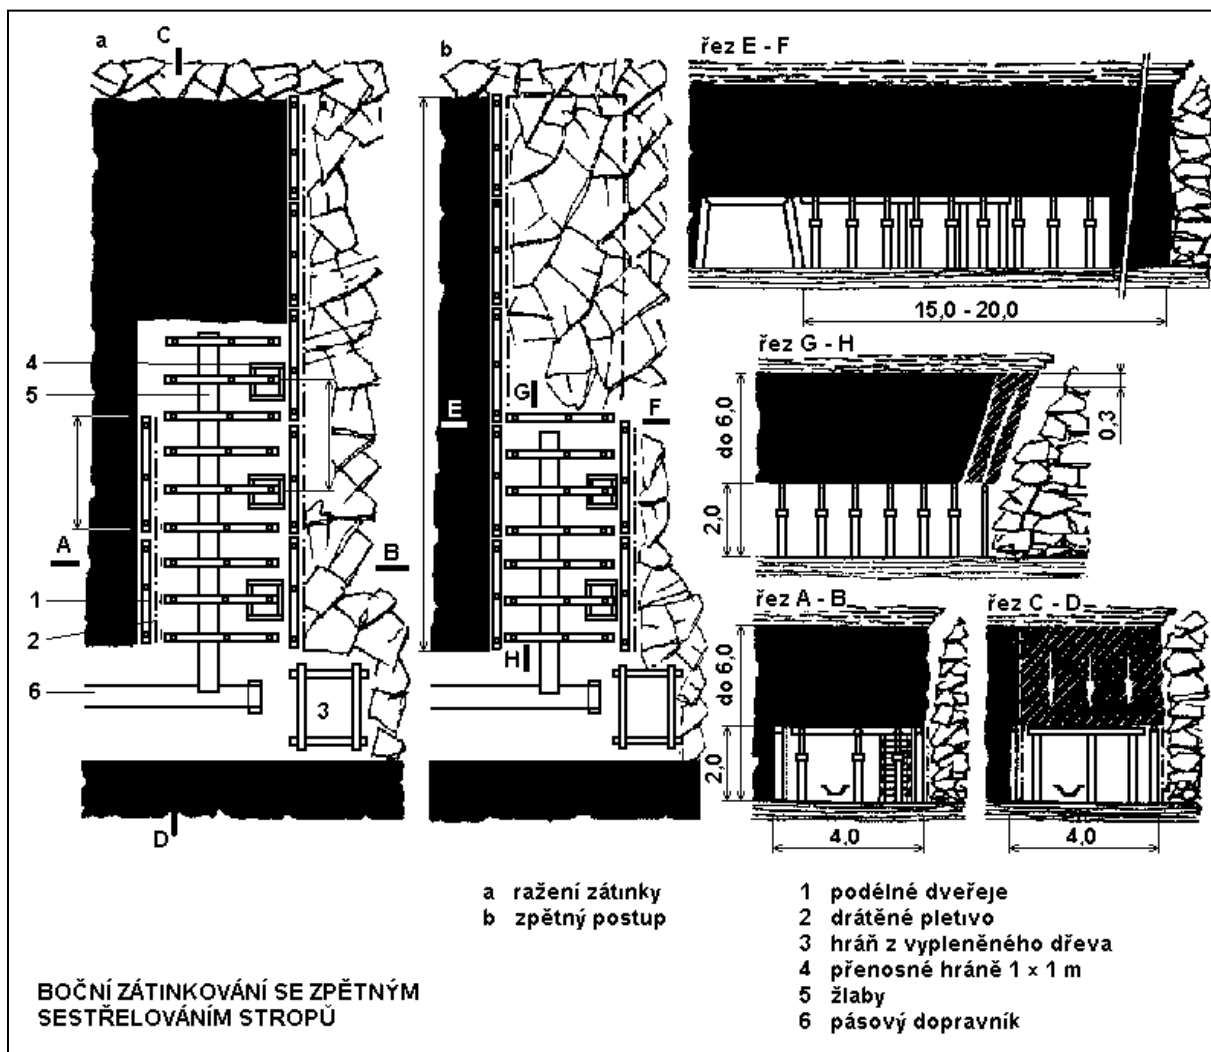 a
C
b
řez E - F
15,0 - 20,0
4
5
G
E
F
řez G - H
do 6,0
2,0
0,3
A
B
1
2
6
3
H
D
řez A - B
do 6,0
2,0
4,0
řez C - D
4,0
a ražení zátinky
b zpětný postup
1 podélné dveřeje
2 drátěné pletivo
3 hráň z vypleněného dřeva
4 přenosné hráně 1 × 1 m
5 žlaby
6 pásový dopravník
BOČNÍ ZÁTINKOVÁNÍ SE ZPĚTNÝM
SESTŘELOVÁNÍM STROPŮ